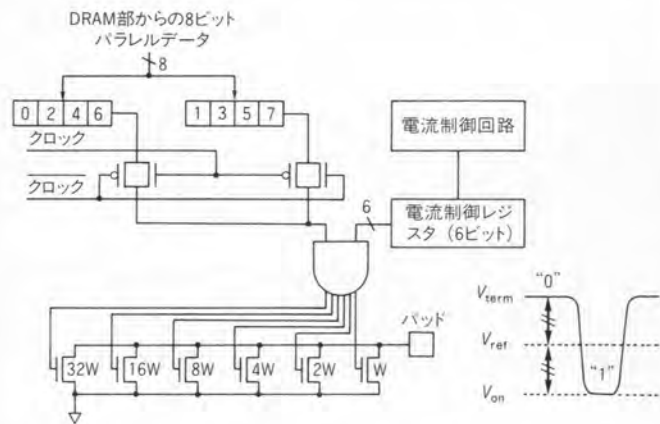 DRAM部からの8ビット
パラレルデータ
8
0 2 4 6
1 3 5 7
クロック
クロック
電流制御回路
6
電流制御レジ
スタ (6ビット)
パッド
32W 16W 8W 4W 2W W
"0"
Vterm
Vref
"1"
Von